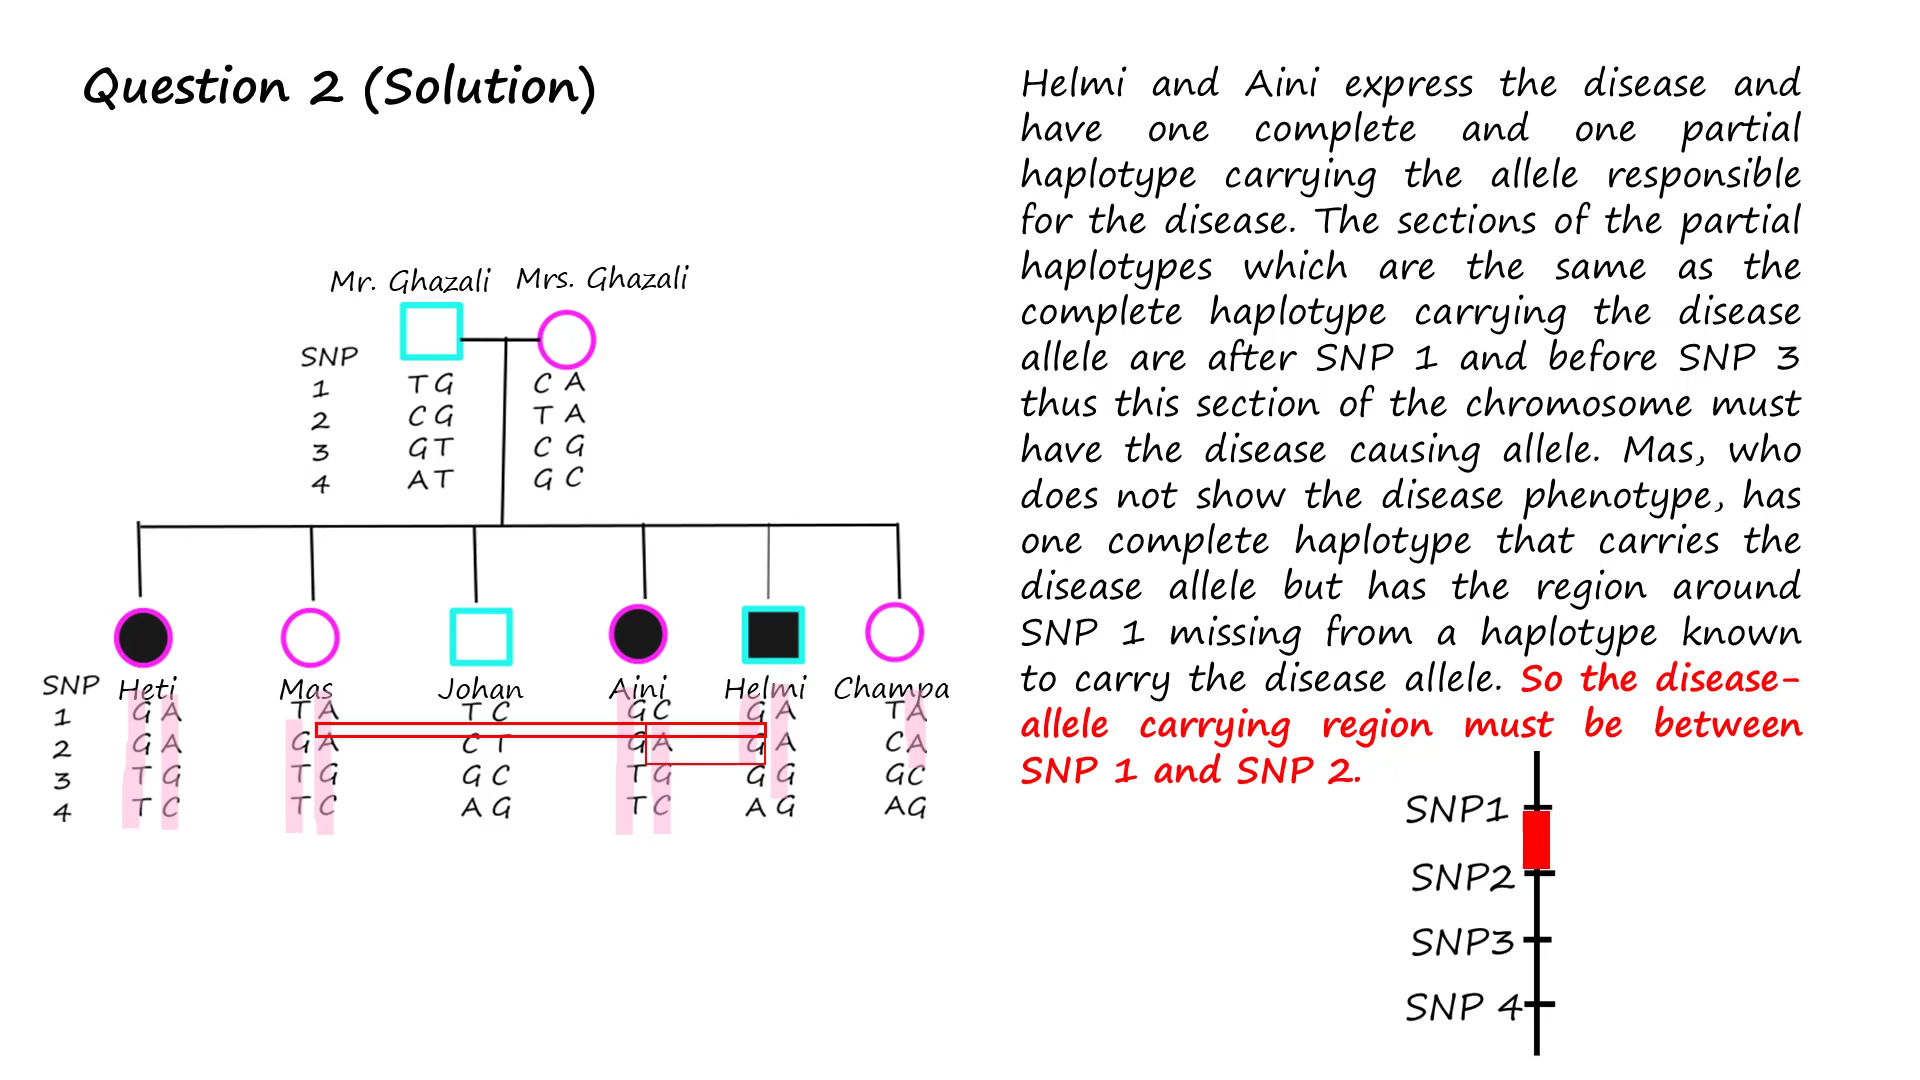 Question 2 (Solution)
Mr. Ghazali Mrs. Ghazali
SNP
1 T G C A
2 C G T A
3 G T C G
4 A T G C
SNP Heti Mas Johan Aini Helmi Champa
1 G A T A T C G C G A T A
2 G A G A C T G A G A C A
3 T G T G G C T G G G G C
4 T C T C A G T C A G A G
Helmi and Aini express the disease and
have one complete and one partial
haplotype carrying the allele responsible
for the disease. The sections of the partial
haplotypes which are the same as the
complete haplotype carrying the disease
allele are after SNP 1 and before SNP 3
thus this section of the chromosome must
have the disease causing allele. Mas, who
does not show the disease phenotype, has
one complete haplotype that carries the
disease allele but has the region around
SNP 1 missing from a haplotype known
to carry the disease allele. So the disease-
allele carrying region must be between
SNP 1 and SNP 2.
SNP1
SNP2
SNP3
SNP 4